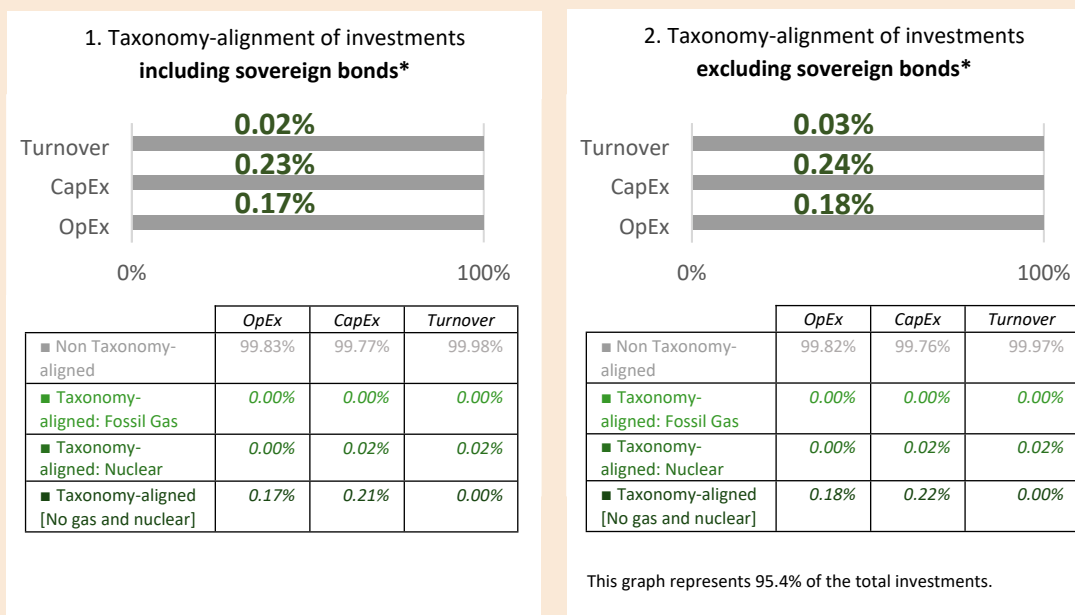 1. Taxonomy-alignment of investments
including sovereign bonds*
0.02%
Turnover
0.23%
CapEx
0.17%
OpEx
0% 100%
OpEx CapEx Turnover
■ Non Taxonomy-
aligned 99.83% 99.77% 99.98%
■ Taxonomy-
aligned: Fossil Gas 0.00% 0.00% 0.00%
■ Taxonomy-
aligned: Nuclear 0.00% 0.02% 0.02%
■ Taxonomy-aligned
[No gas and nuclear] 0.17% 0.21% 0.00%
2. Taxonomy-alignment of investments
excluding sovereign bonds*
0.03%
Turnover
0.24%
CapEx
0.18%
OpEx
0% 100%
OpEx CapEx Turnover
■ Non Taxonomy-
aligned 99.82% 99.76% 99.97%
■ Taxonomy-
aligned: Fossil Gas 0.00% 0.00% 0.00%
■ Taxonomy-
aligned: Nuclear 0.00% 0.02% 0.02%
■ Taxonomy-aligned
[No gas and nuclear] 0.18% 0.22% 0.00%
This graph represents 95.4% of the total investments.